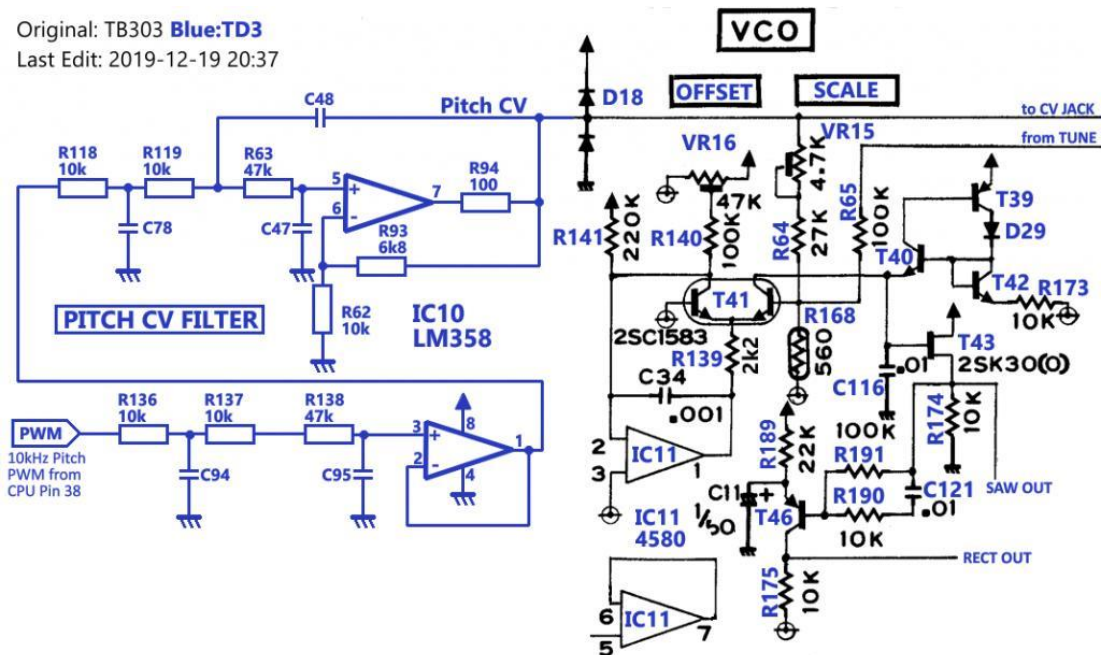 Original: TB303 Blue:TD3
Last Edit: 2019-12-19 20:37
VCO
C48
Pitch CV
D18
OFFSET
SCALE
to CV JACK
from TUNE
R118
10k
R119
10k
R63
47k
C78
C47
5
6
7
+
-
R94
100
R93
6k8
R62
10k
IC10
LM358
PITCH CV FILTER
VR16
47K
VR15
4.7K
R141
220K
R140
100K
R64
27K
R65
100K
T39
D29
T40
T42
R173
10K
T41
2SC1583
R168
560
R139
2k2
C34
.001
T43
2SK30(O)
C116
.01
R174
10K
2
3
IC11
1
R189
22K
100K
R191
R190
10K
C121
.01
SAW OUT
C11
+
1/50
T46
IC11
4580
RECT OUT
R175
10K
6
5
IC11
7
PWM
10kHz Pitch
PWM from
CPU Pin 38
R136
10k
R137
10k
R138
47k
C94
C95
3
2
+
-
8
4
1